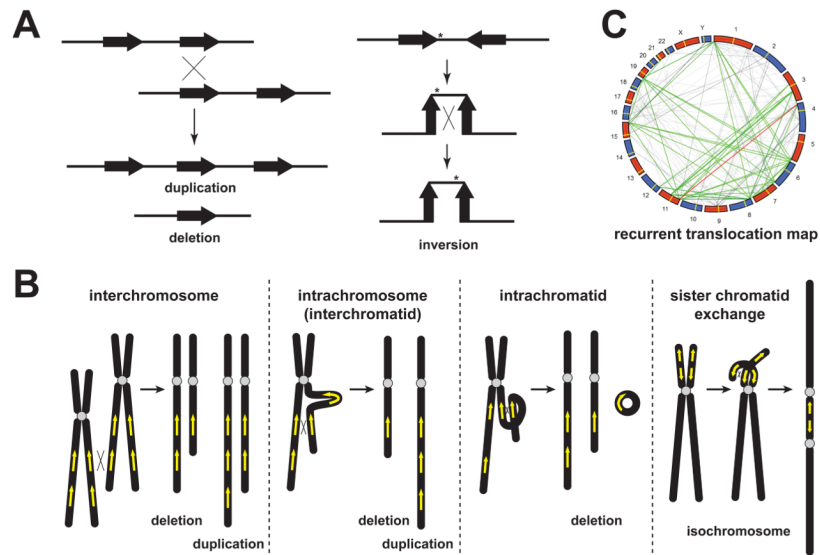 A
duplication
deletion
*
*
*
inversion
C
X
Y
1
2
3
4
5
6
7
8
9
10
11
12
13
14
15
16
17
18
19
20
21
22
recurrent translocation map
B
interchromosome
deletion
duplication
intrachromosome
(interchromatid)
deletion
duplication
intrachromatid
deletion
sister chromatid
exchange
isochromosome